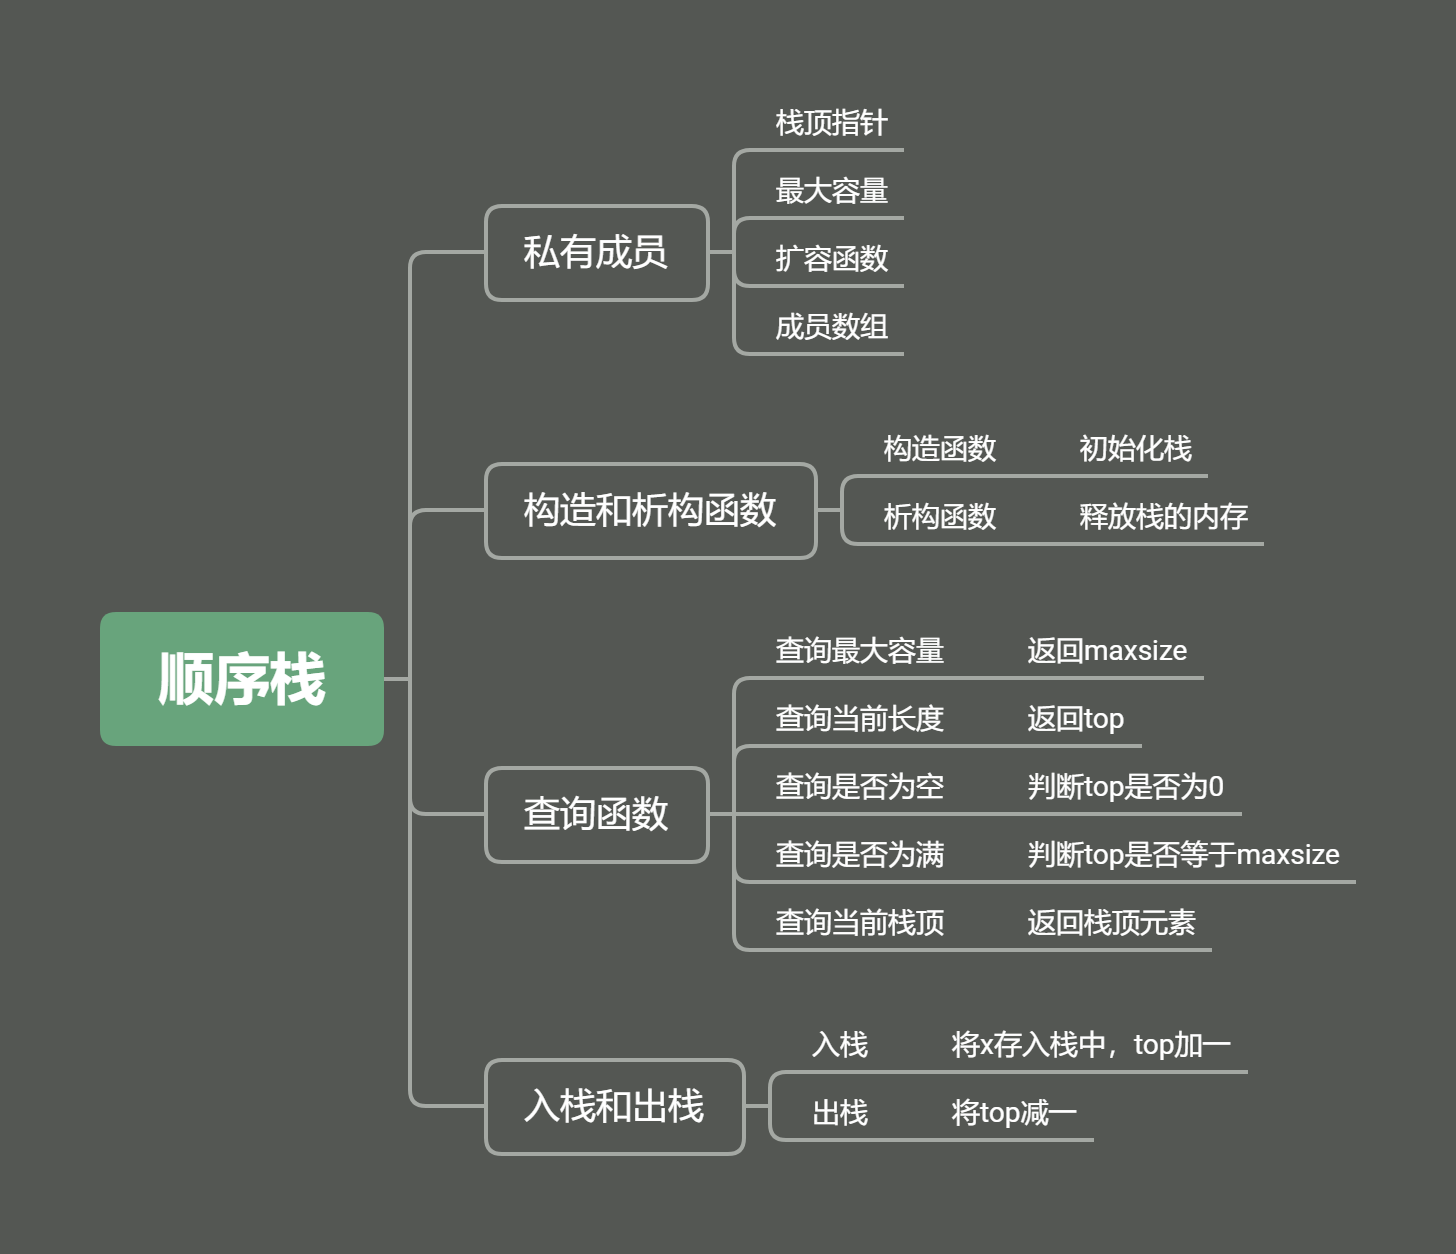 顺序栈
私有成员
栈顶指针
最大容量
扩容函数
成员数组
构造和析构函数
构造函数 初始化栈
析构函数 释放栈的内存
查询函数
查询最大容量 返回maxsize
查询当前长度 返回top
查询是否为空 判断top是否为0
查询是否为满 判断top是否等于maxsize
查询当前栈顶 返回栈顶元素
入栈和出栈
入栈 将x存入栈中，top加一
出栈 将top减一